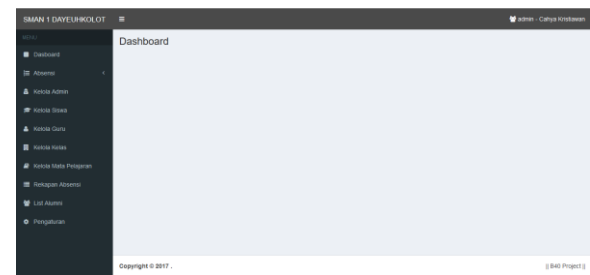 SMAN 1 DAYEUHKOLOT
admin - Cahya Kristiawan
MENU
Dashboard
Dasboard
Absensi
Kelola Admin
Kelola Siswa
Kelola Guru
Kelola Kelas
Kelola Mata Pelajaran
Rekapan Absensi
List Alumni
Pengaturan
Copyright © 2017 .
|| B40 Project ||